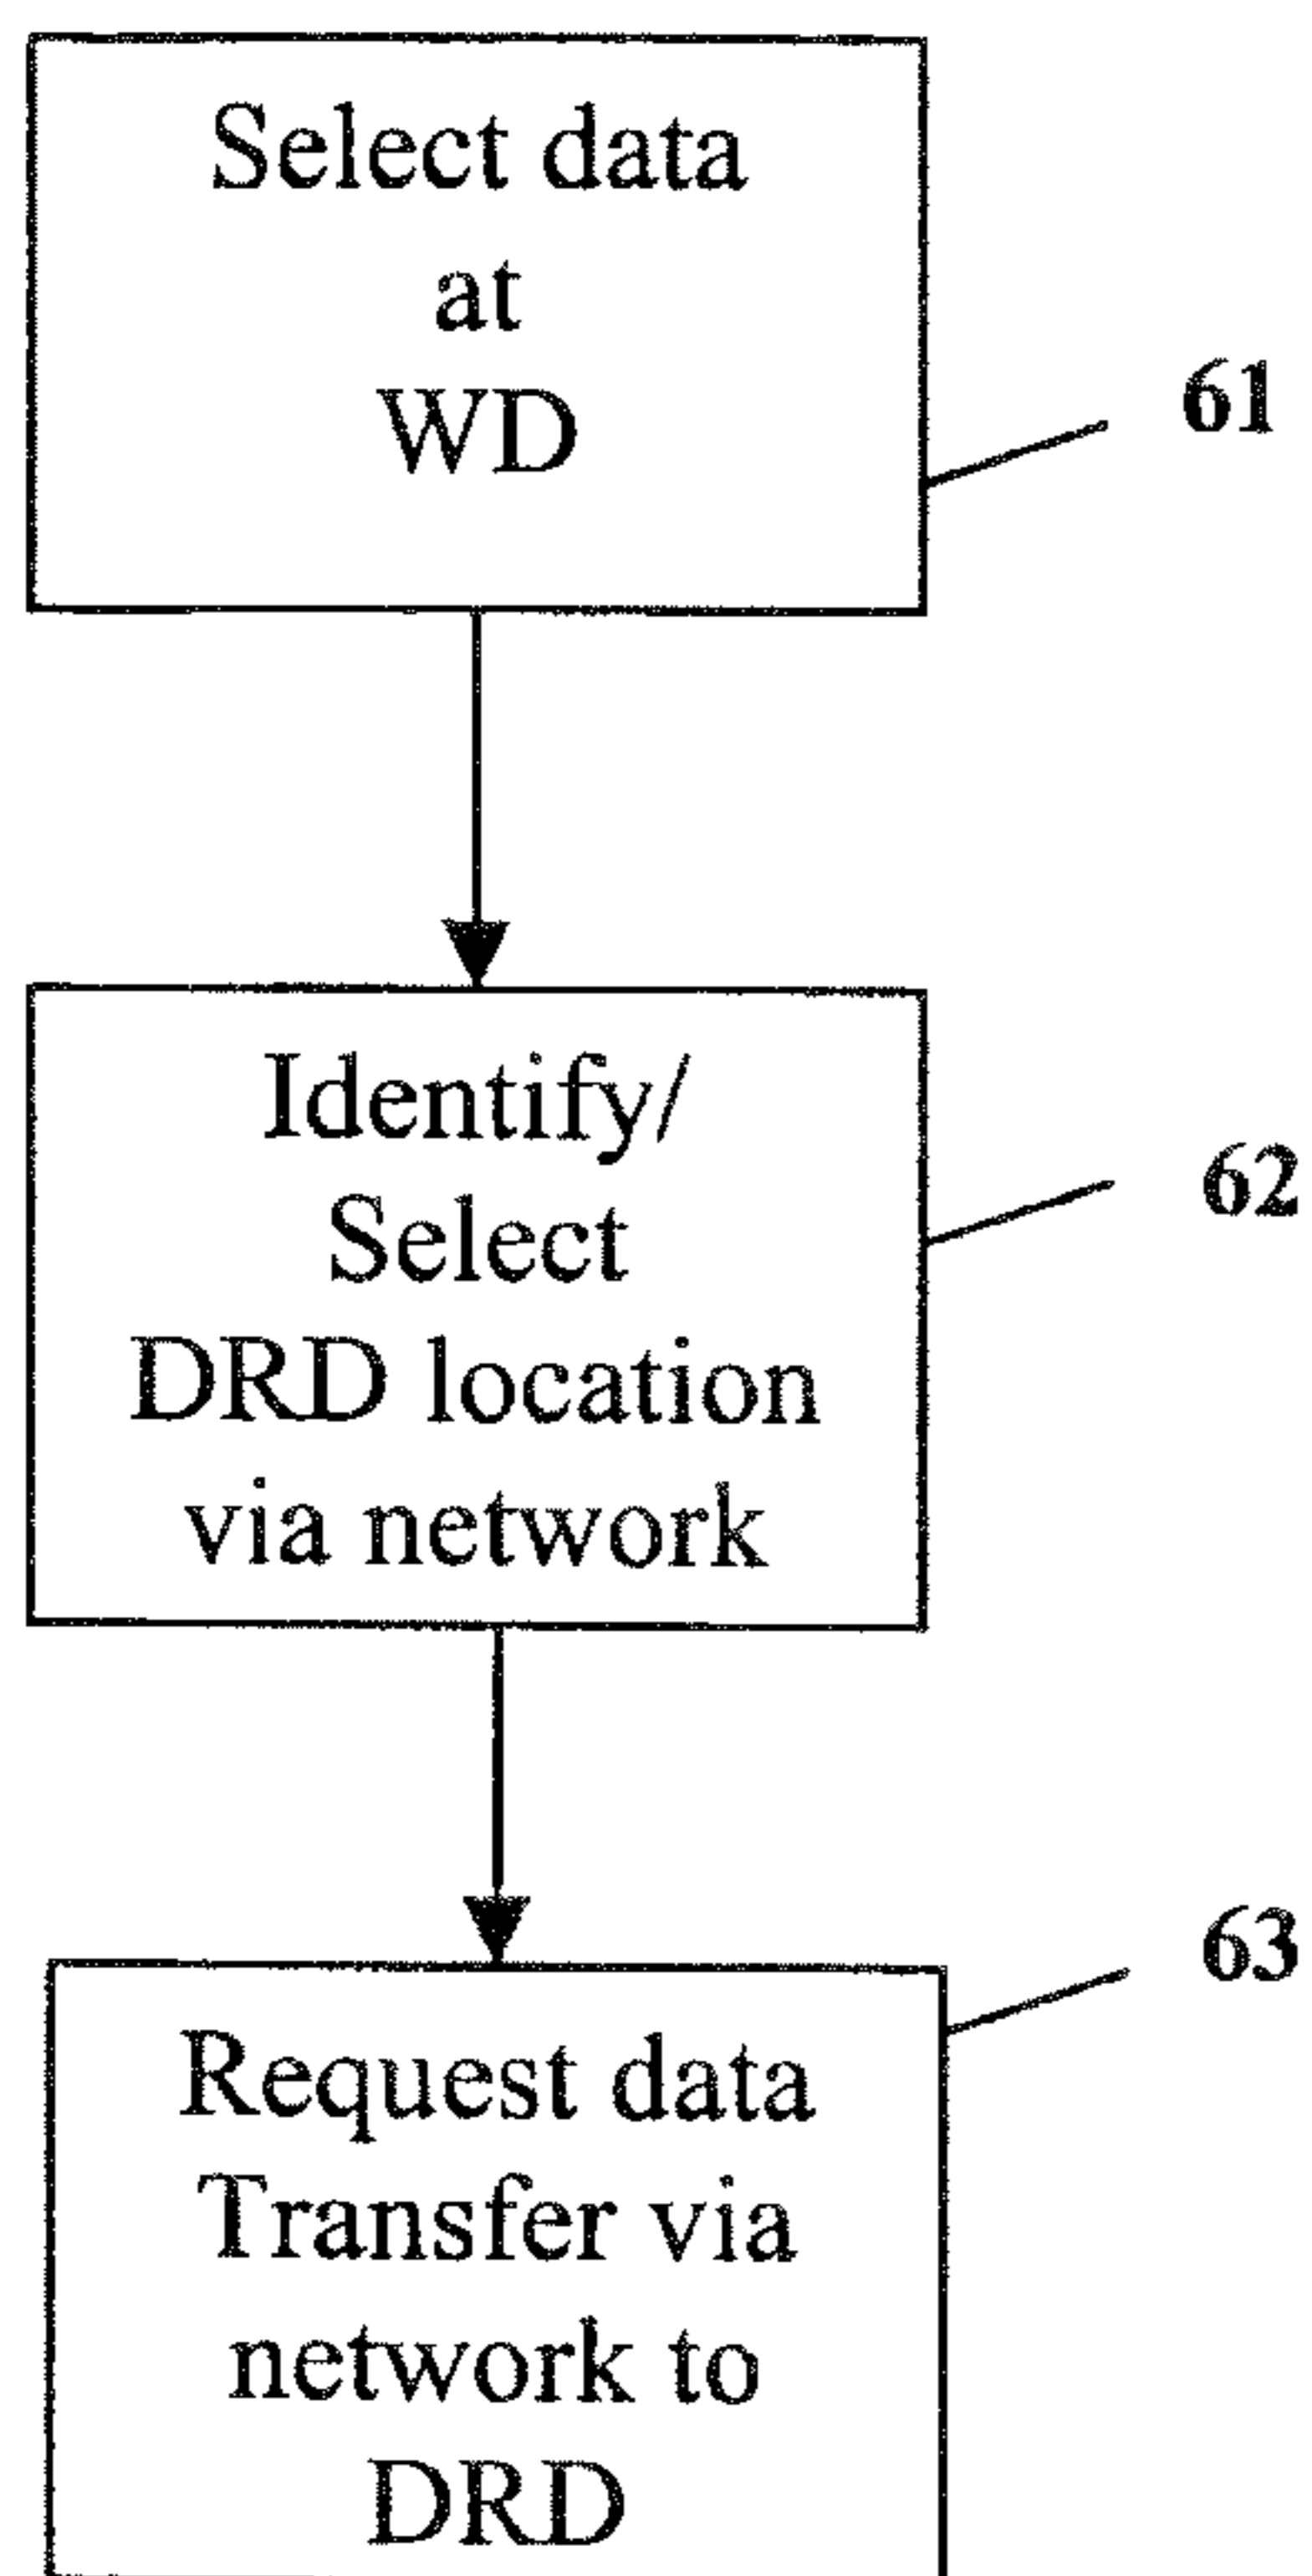 Select data
at
WD
61
Identify/
Select
DRD location
via network
62
Request data
Transfer via
network to
DRD
63